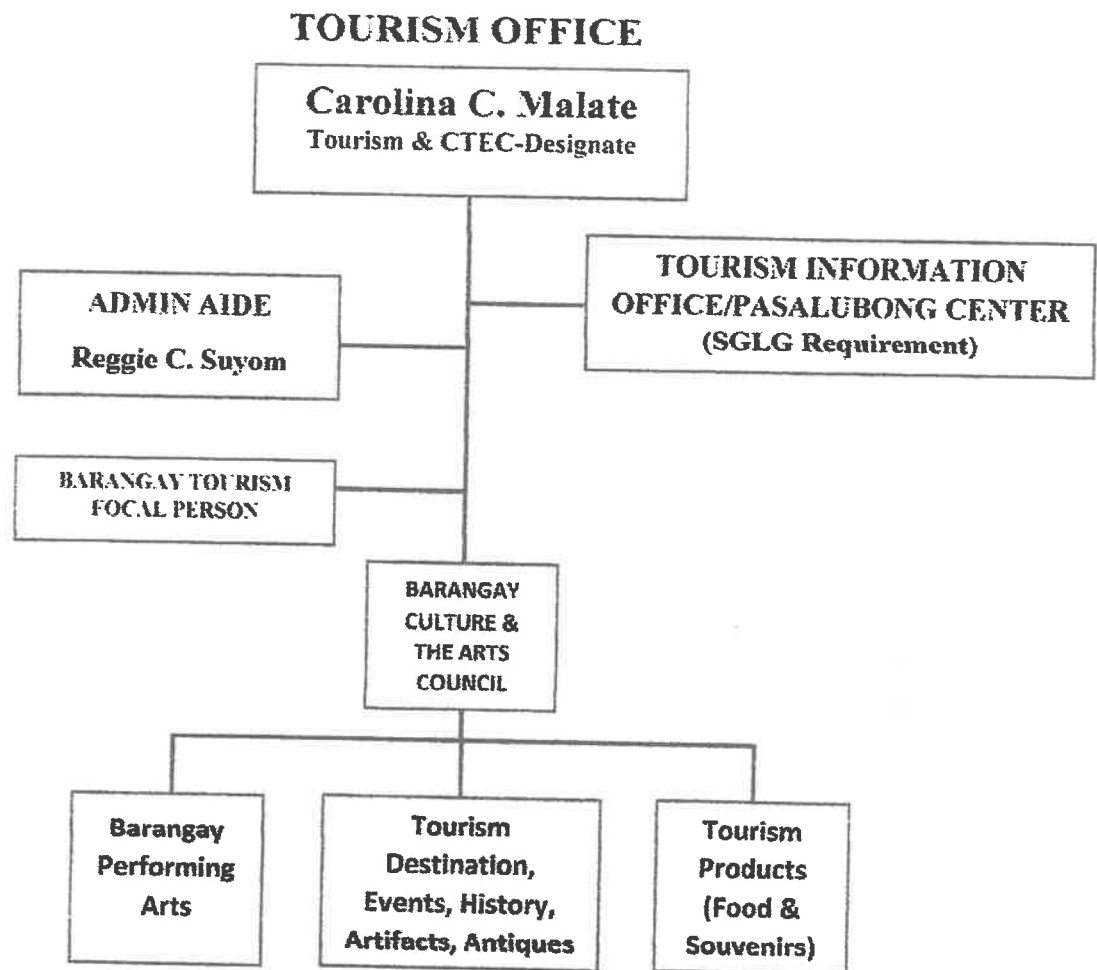 TOURISM OFFICE
Carolina C. Malate
Tourism & CTEC-Designate
TOURISM INFORMATION
OFFICE/PASALUBONG CENTER
(SGLG Requirement)
ADMIN AIDE
Reggie C. Suyom
BARANGAY TOURISM
FOCAL PERSON
BARANGAY
CULTURE &
THE ARTS
COUNCIL
Barangay
Performing
Arts
Tourism
Destination,
Events, History,
Artifacts, Antiques
Tourism
Products
(Food &
Souvenirs)